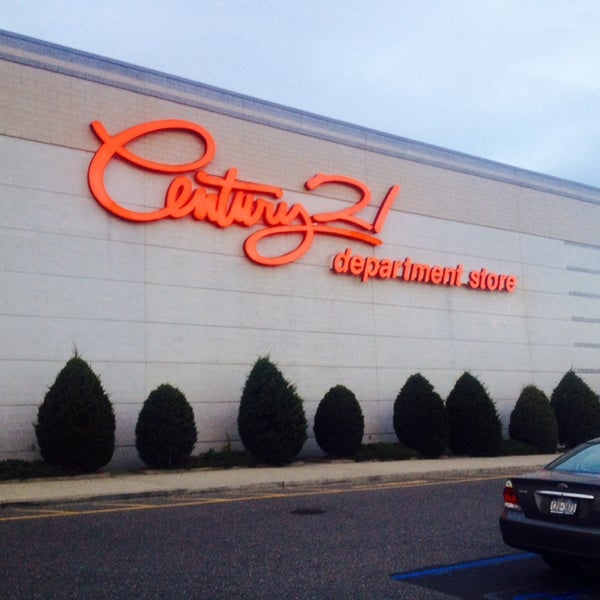 Century 21
department store